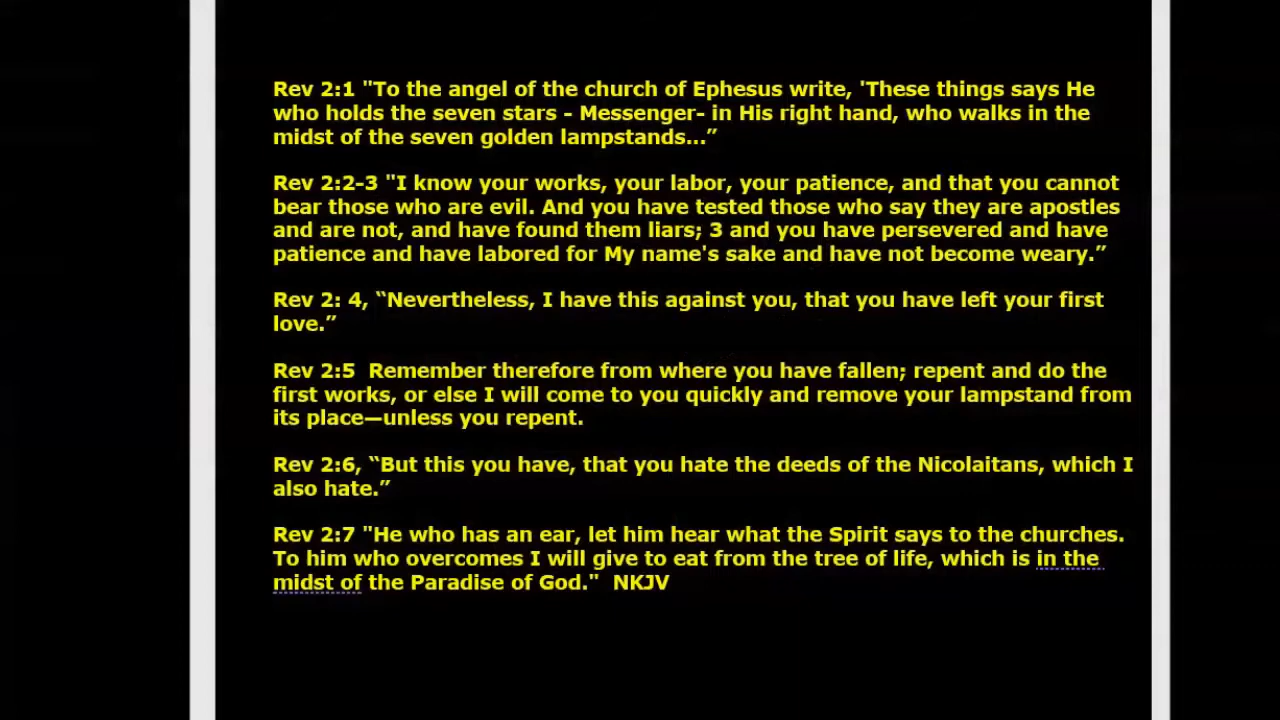 Rev 2:1 "To the angel of the church of Ephesus write, 'These things says He
who holds the seven stars - Messenger- in His right hand, who walks in the
midst of the seven golden lampstands...”
Rev 2:2-3 "I know your works, your labor, your patience, and that you cannot
bear those who are evil. And you have tested those who say they are apostles
and are not, and have found them liars; 3 and you have persevered and have
patience and have labored for My name's sake and have not become weary.”
Rev 2: 4, “Nevertheless, I have this against you, that you have left your first
love.”
Rev 2:5  Remember therefore from where you have fallen; repent and do the
first works, or else I will come to you quickly and remove your lampstand from
its place—unless you repent.
Rev 2:6, “But this you have, that you hate the deeds of the Nicolaitans, which I
also hate.”
Rev 2:7 "He who has an ear, let him hear what the Spirit says to the churches.
To him who overcomes I will give to eat from the tree of life, which is in the
midst of the Paradise of God."  NKJV